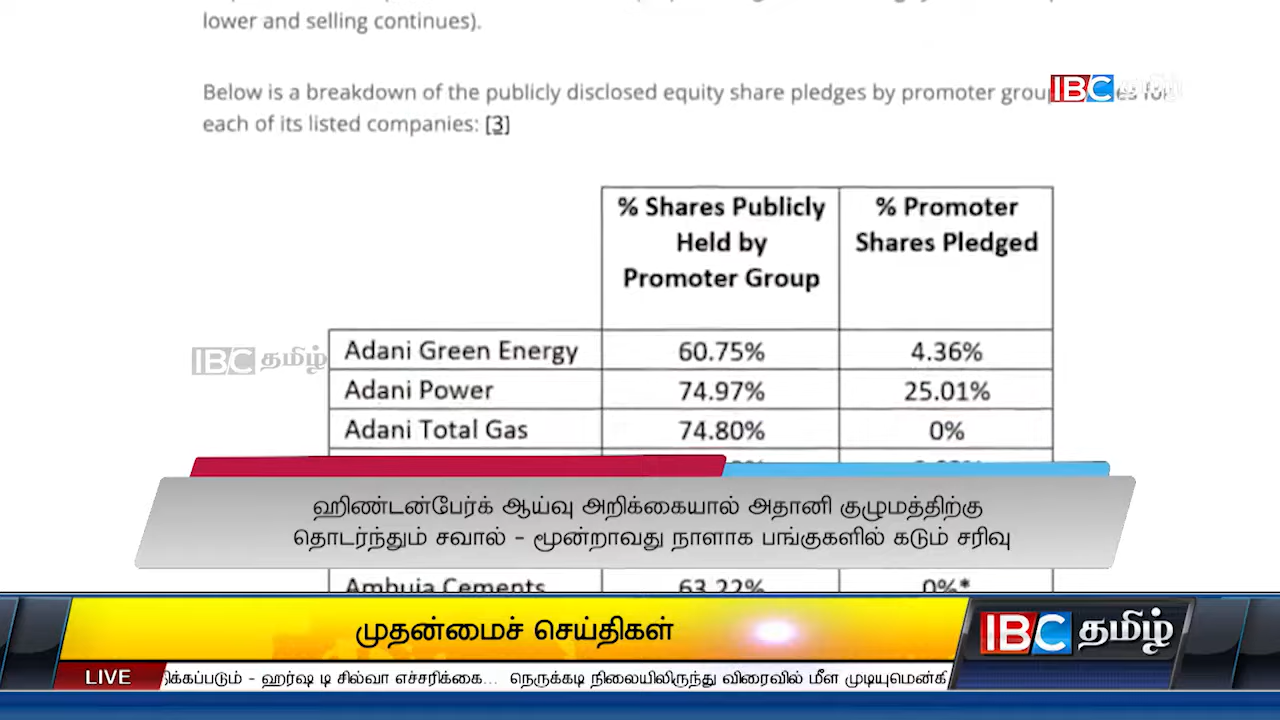 lower and selling continues).
Below is a breakdown of the publicly disclosed equity share pledges by promoter group
each of its listed companies: [3]
IBC தமிழ்
% Shares Publicly Held by Promoter Group
% Promoter Shares Pledged
IBC தமிழ்
Adani Green Energy 60.75% 4.36%
Adani Power 74.97% 25.01%
Adani Total Gas 74.80% 0%
ஹிண்டன்பேர்க் ஆய்வு அறிக்கையால் அதானி குழுமத்திற்கு
தொடர்ந்தும் சவால் - மூன்றாவது நாளாக பங்குகளில் கடும் சரிவு
Ambuja Cements 63.22% 0%*
முதன்மைச் செய்திகள்
IBC தமிழ்
LIVE
ஹர்ஷ டி சில்வா எச்சரிக்கை... நெருக்கடி நிலையிலிருந்து விரைவில் மீள